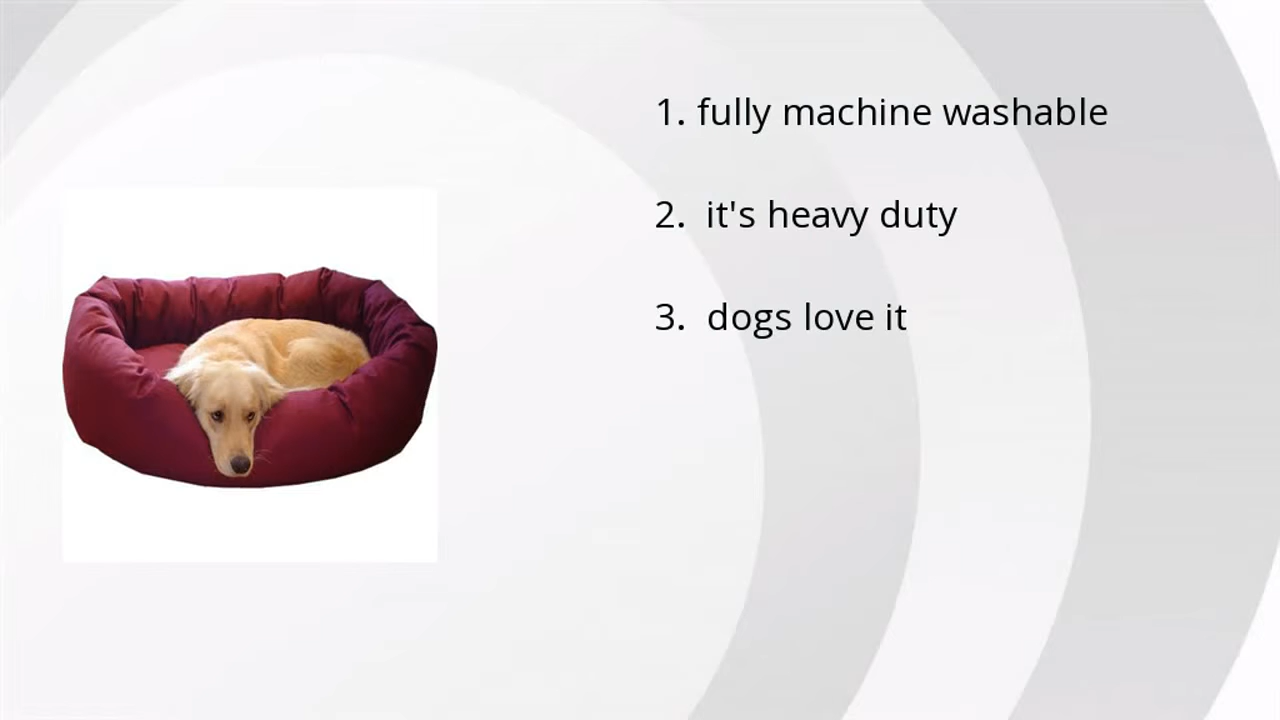 1. fully machine washable
2. it's heavy duty
3. dogs love it